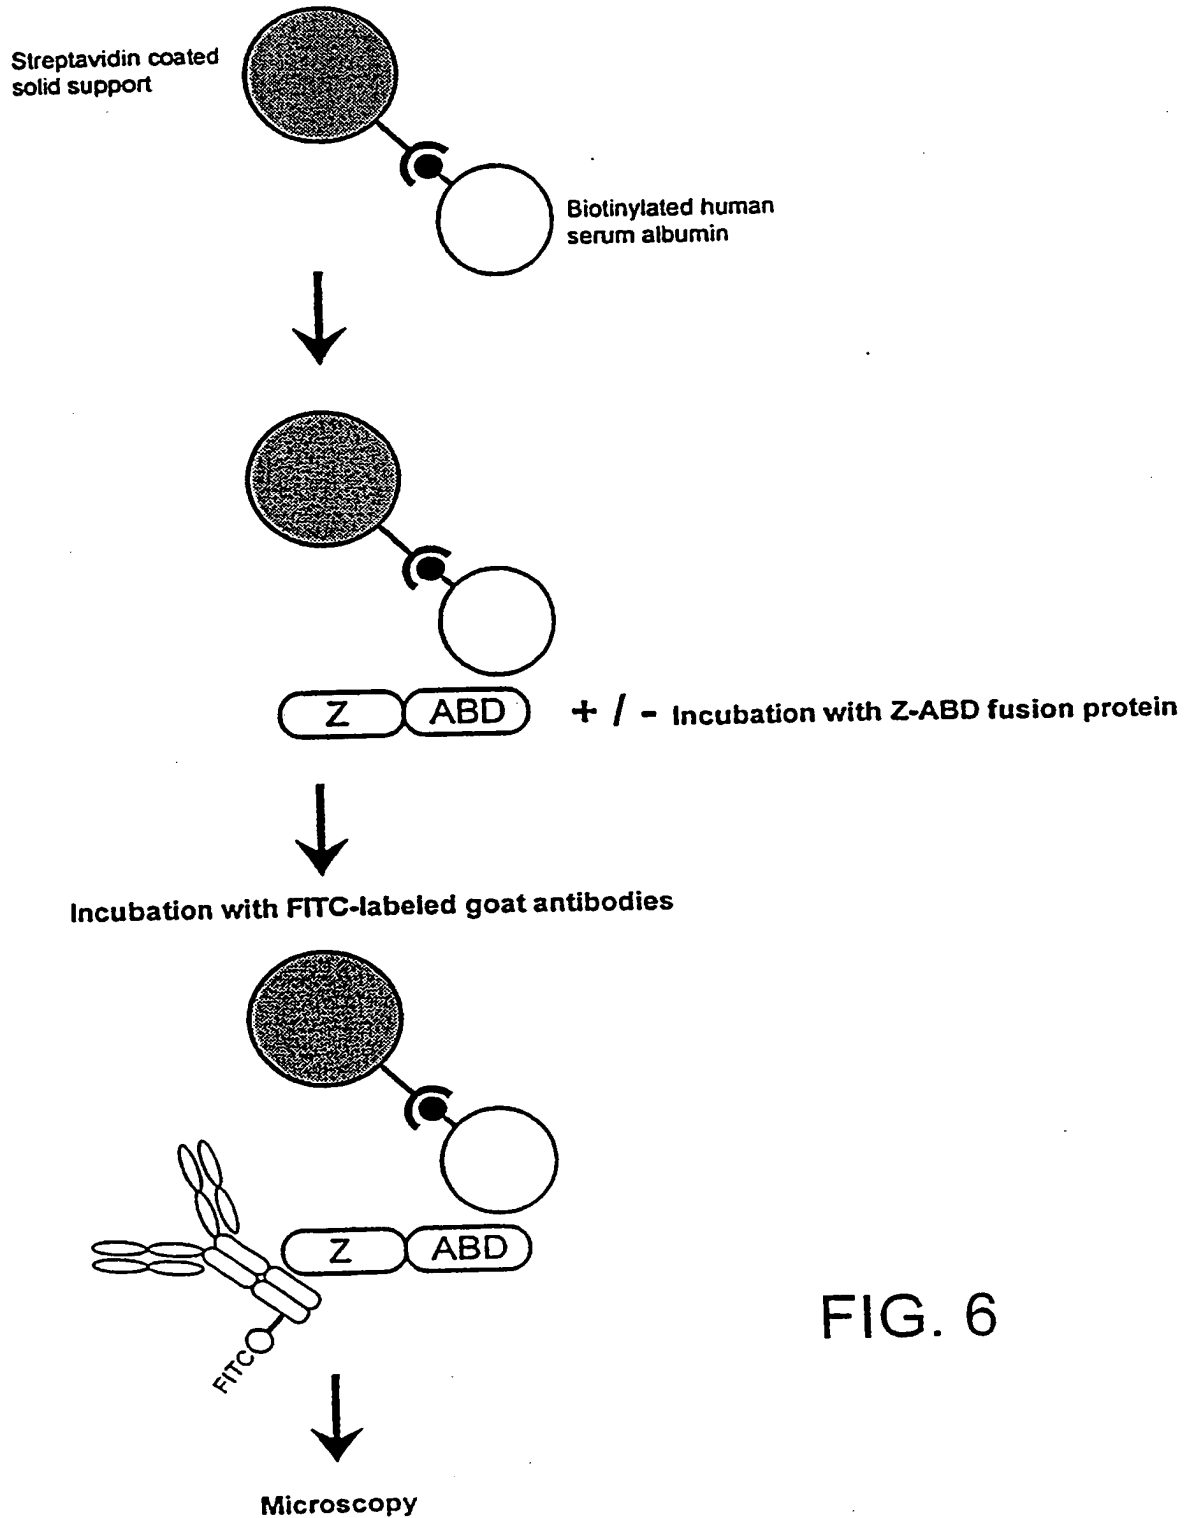 Streptavidin coated
solid support
Biotinylated human
serum albumin
Z ABD + / - Incubation with Z-ABD fusion protein
Incubation with FITC-labeled goat antibodies
Z ABD
FITC
FIG. 6
Microscopy